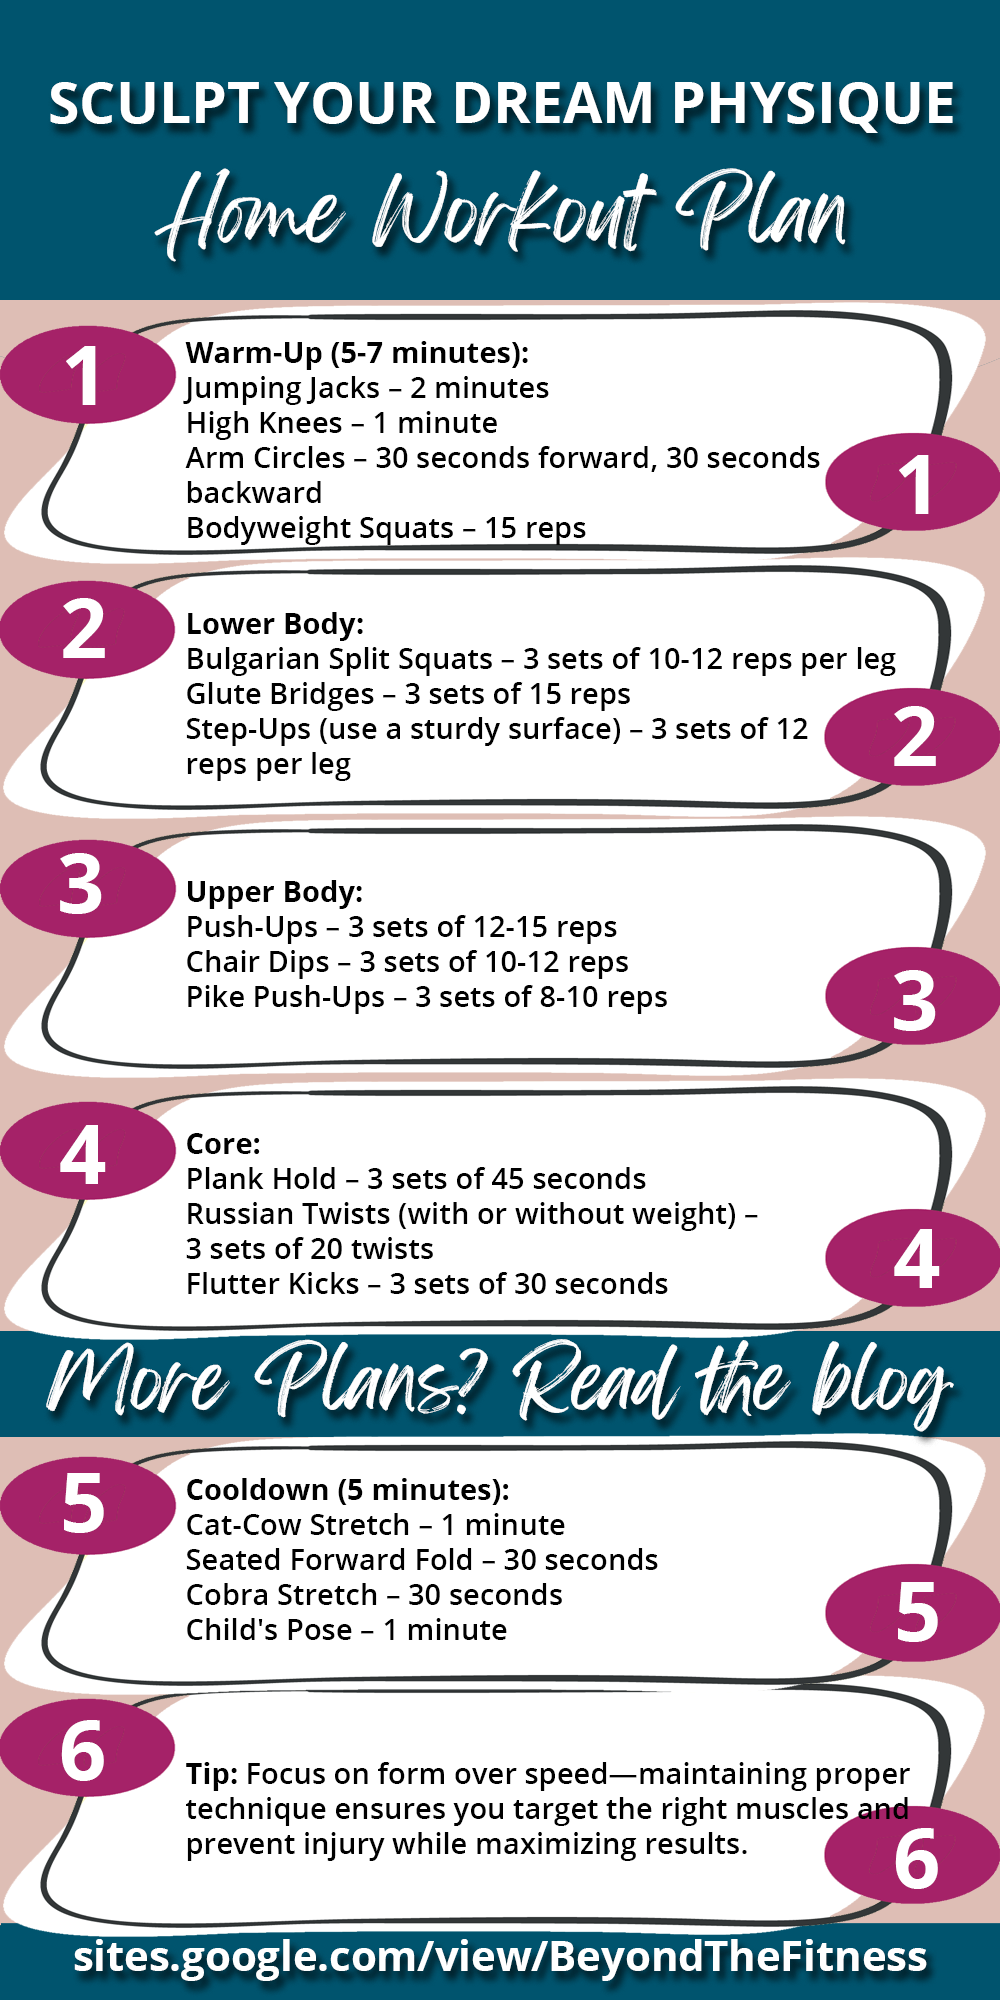 SCULPT YOUR DREAM PHYSIQUE
Home Workout Plan
1
Warm-Up (5-7 minutes):
Jumping Jacks – 2 minutes
High Knees – 1 minute
Arm Circles – 30 seconds forward, 30 seconds
backward
Bodyweight Squats – 15 reps
1
2
Lower Body:
Bulgarian Split Squats – 3 sets of 10-12 reps per leg
Glute Bridges – 3 sets of 15 reps
Step-Ups (use a sturdy surface) – 3 sets of 12
reps per leg
2
3
Upper Body:
Push-Ups – 3 sets of 12-15 reps
Chair Dips – 3 sets of 10-12 reps
Pike Push-Ups – 3 sets of 8-10 reps
3
4
Core:
Plank Hold – 3 sets of 45 seconds
Russian Twists (with or without weight) –
3 sets of 20 twists
Flutter Kicks – 3 sets of 30 seconds
4
More Plans? Read the blog
5
Cooldown (5 minutes):
Cat-Cow Stretch – 1 minute
Seated Forward Fold – 30 seconds
Cobra Stretch – 30 seconds
Child's Pose – 1 minute
5
6
Tip: Focus on form over speed—maintaining proper
technique ensures you target the right muscles and
prevent injury while maximizing results.
6
sites.google.com/view/BeyondTheFitness